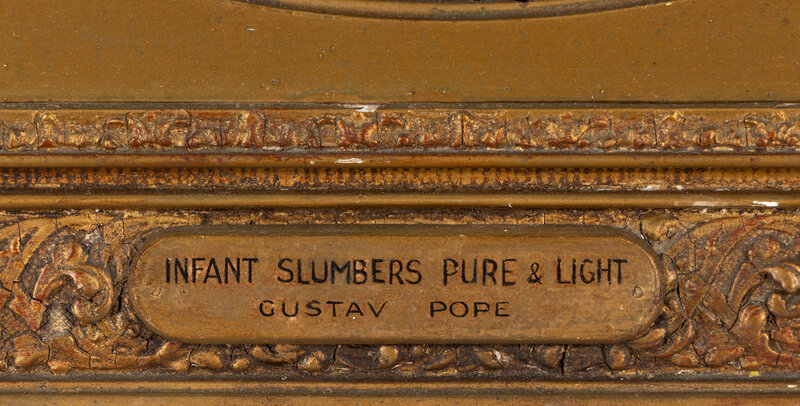 INFANT SLUMBERS PURE & LIGHT
GUSTAV POPE